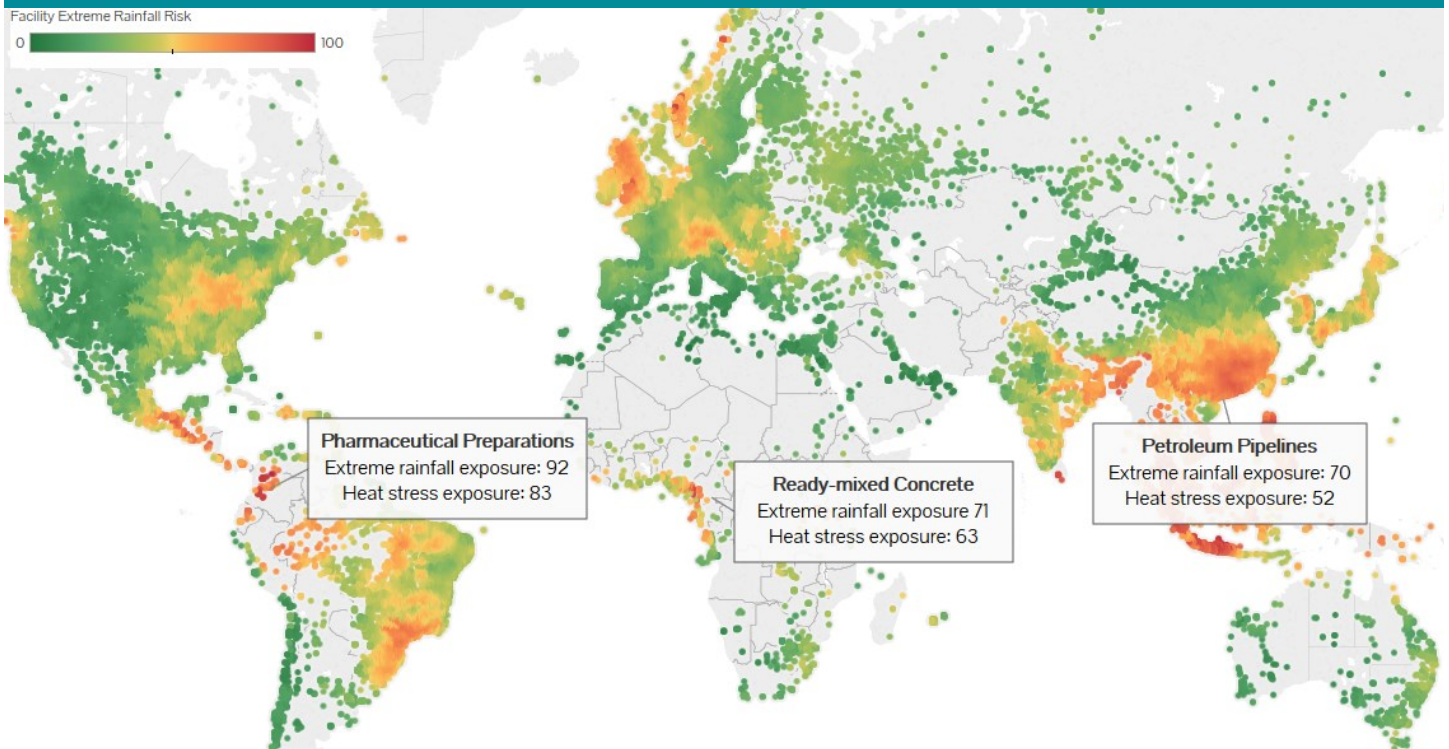 Facility Extreme Rainfall Risk
0 100
Pharmaceutical Preparations
Extreme rainfall exposure: 92
Heat stress exposure: 83
Ready-mixed Concrete
Extreme rainfall exposure 71
Heat stress exposure: 63
Petroleum Pipelines
Extreme rainfall exposure: 70
Heat stress exposure: 52